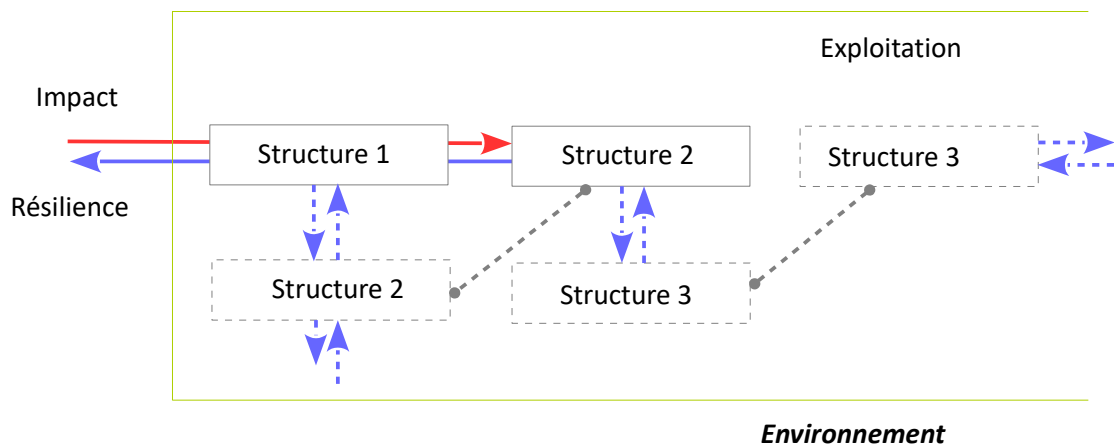 Exploitation
Impact
Structure 1
Structure 2
Structure 3
Résilience
Structure 2
Structure 3
Environnement